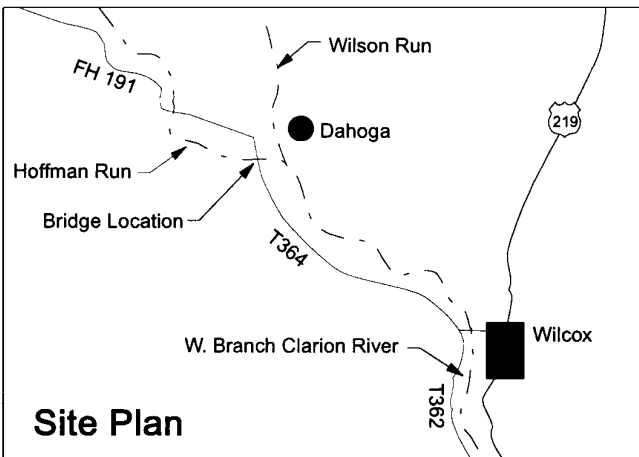 Wilson Run
FH 191
219
Dahoga
Hoffman Run
Bridge Location
T364
Wilcox
W. Branch Clarion River
T362
Site Plan